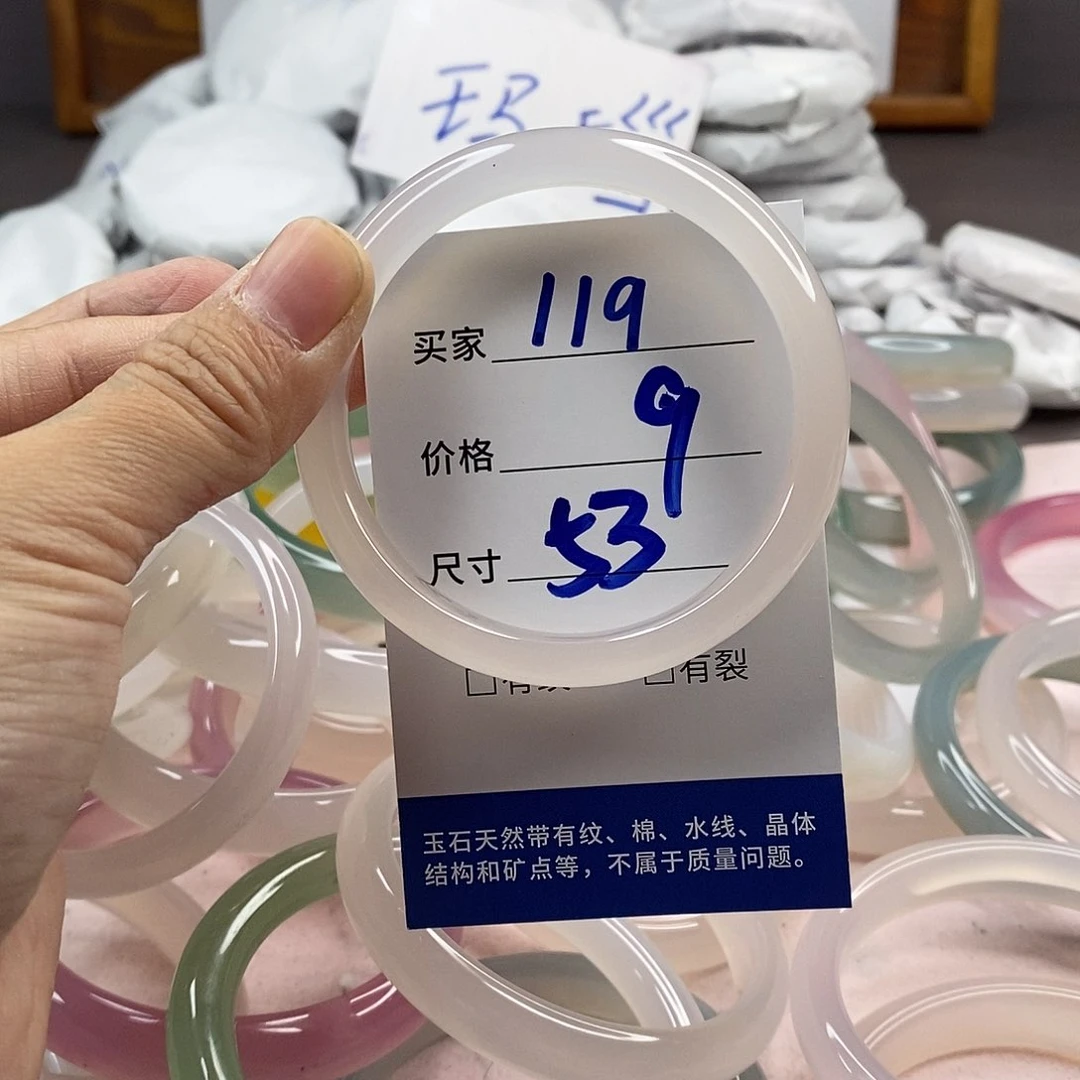 买家 119
价格 9
尺寸 53
有裂
玉石天然带有纹、棉、水线、晶体
结构和矿点等，不属于质量问题。